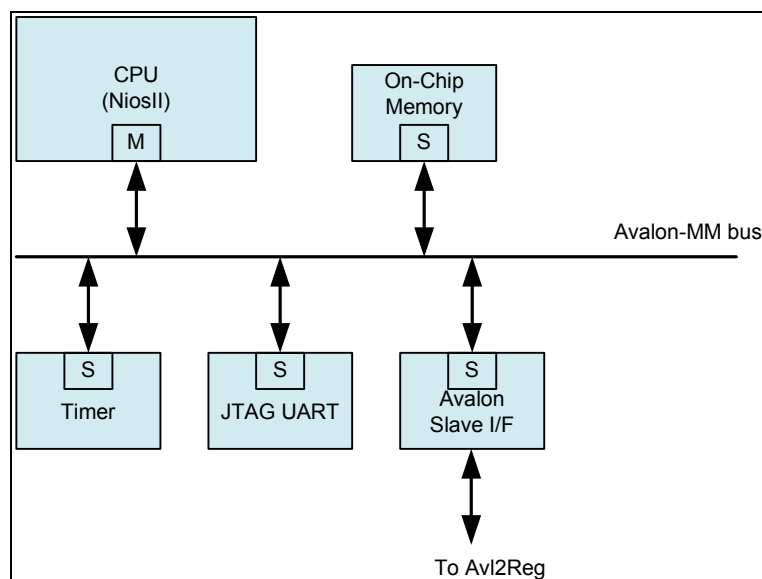 CPU
(NiosII)
M
On-Chip
Memory
S
Avalon-MM bus
S
Timer
S
JTAG UART
S
Avalon
Slave I/F
To Avl2Reg